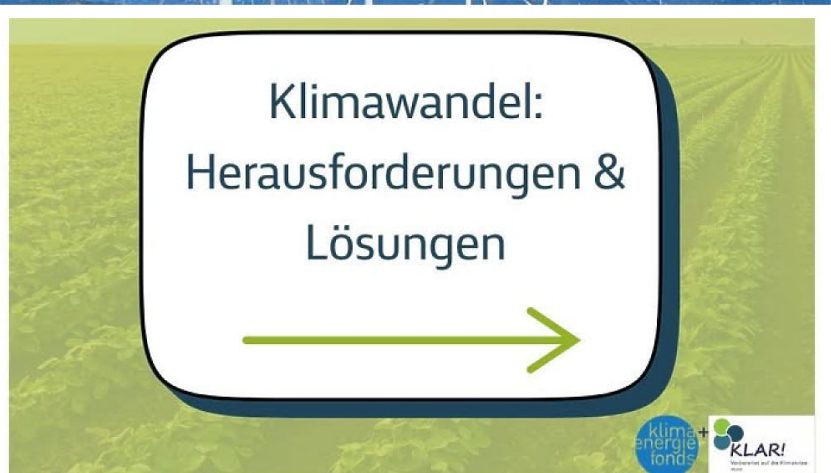 Klimawandel:
Herausforderungen &
Lösungen
klima+
energie
fonds
KLAR!